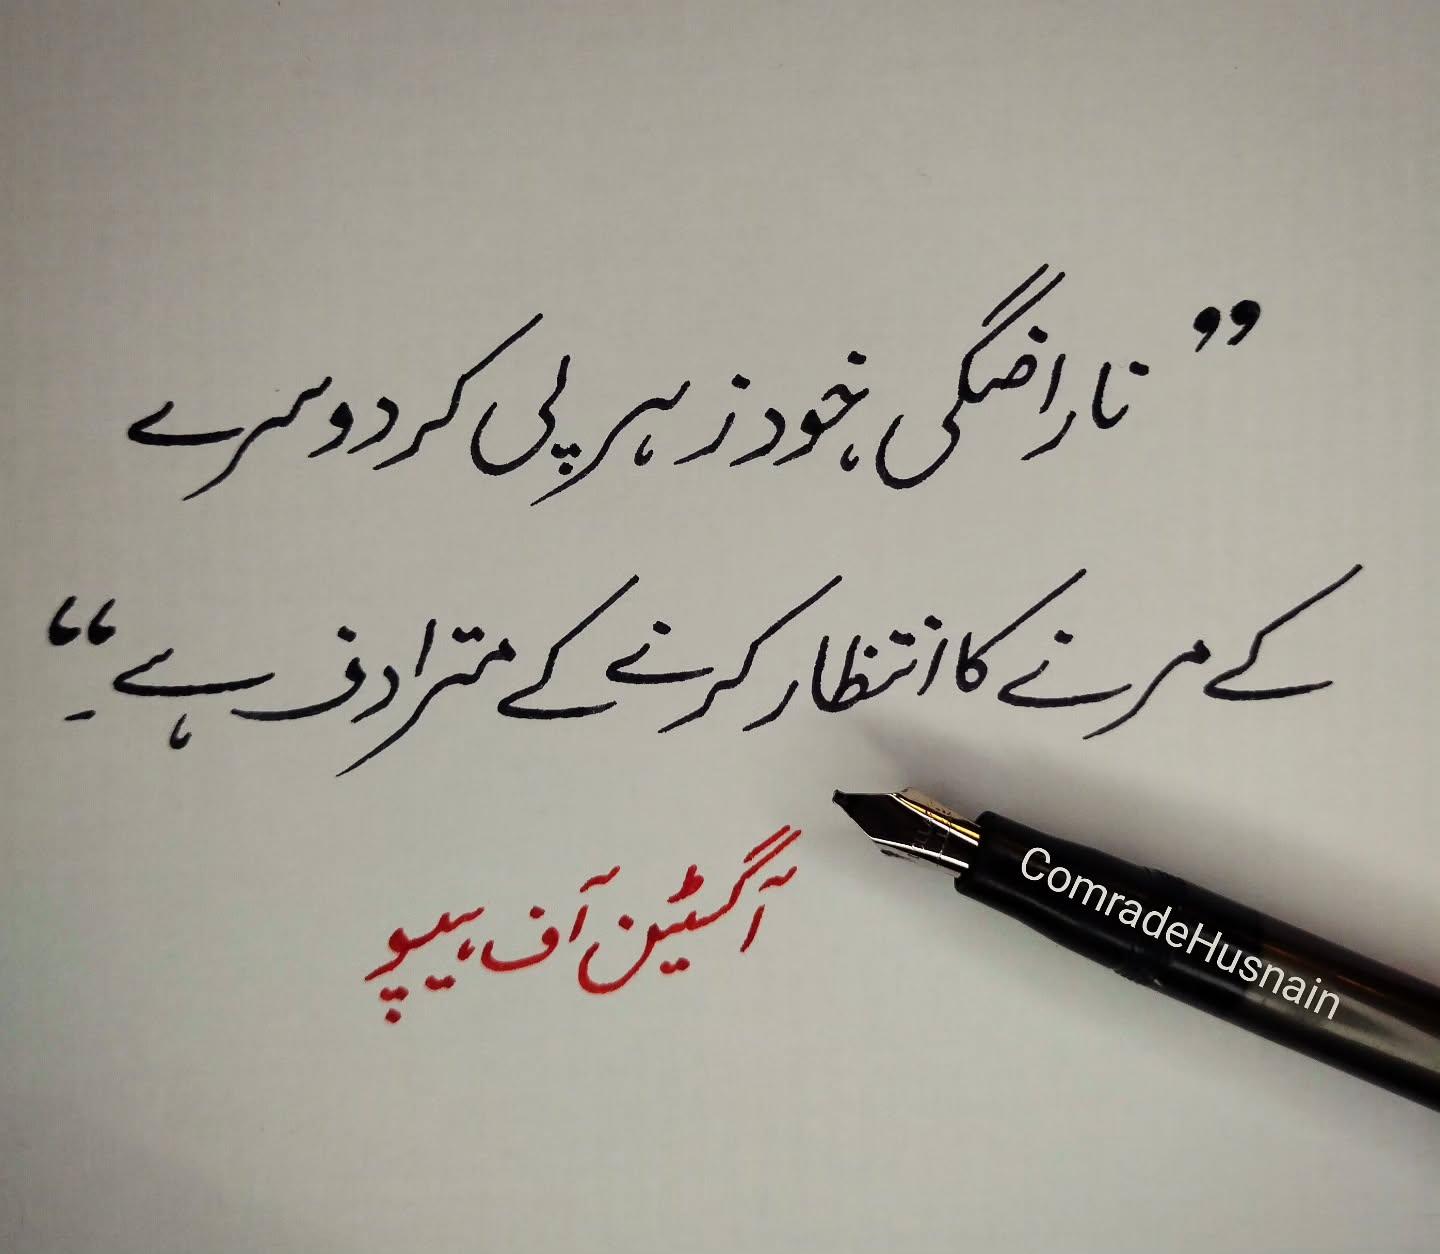 ”ناراضگی خود زہر پی کر دوسرے
کے مرنے کا انتظار کرنے کے مترادف ہے۔“
آگسٹین آف ہیپو
ComradeHusnain